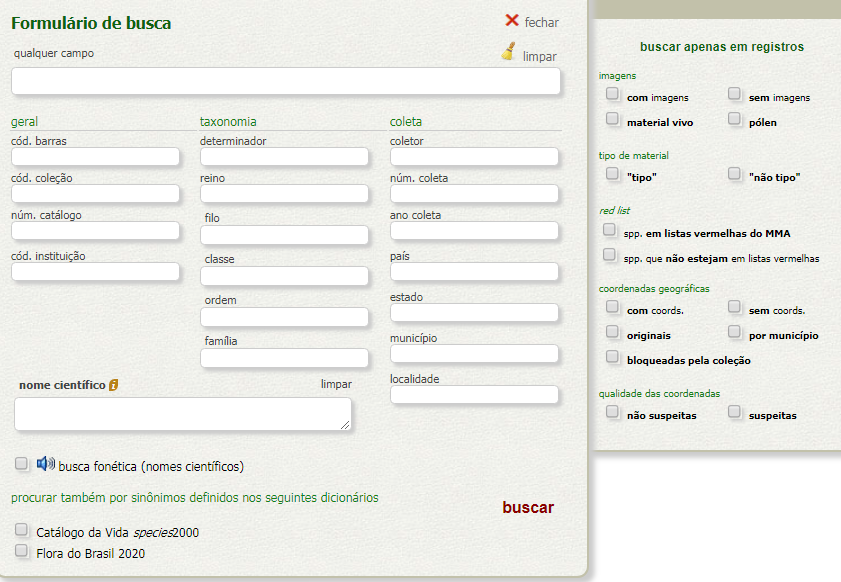 Formulário de busca
fechar
qualquer campo
limpar
geral
cód. barras
cód. coleção
núm. catálogo
cód. instituição
taxonomia
determinador
reino
filo
classe
ordem
família
coleta
coletor
núm. coleta
ano coleta
país
estado
município
localidade
nome científico i
limpar
busca fonética (nomes científicos)
procurar também por sinônimos definidos nos seguintes dicionários
buscar
Catálogo da Vida species2000
Flora do Brasil 2020
buscar apenas em registros
imagens
com imagens sem imagens
material vivo pólen
tipo de material
"tipo" "não tipo"
red list
spp. em listas vermelhas do MMA
spp. que não estejam em listas vermelhas
coordenadas geográficas
com coords. sem coords.
originais por município
bloqueadas pela coleção
qualidade das coordenadas
não suspeitas suspeitas